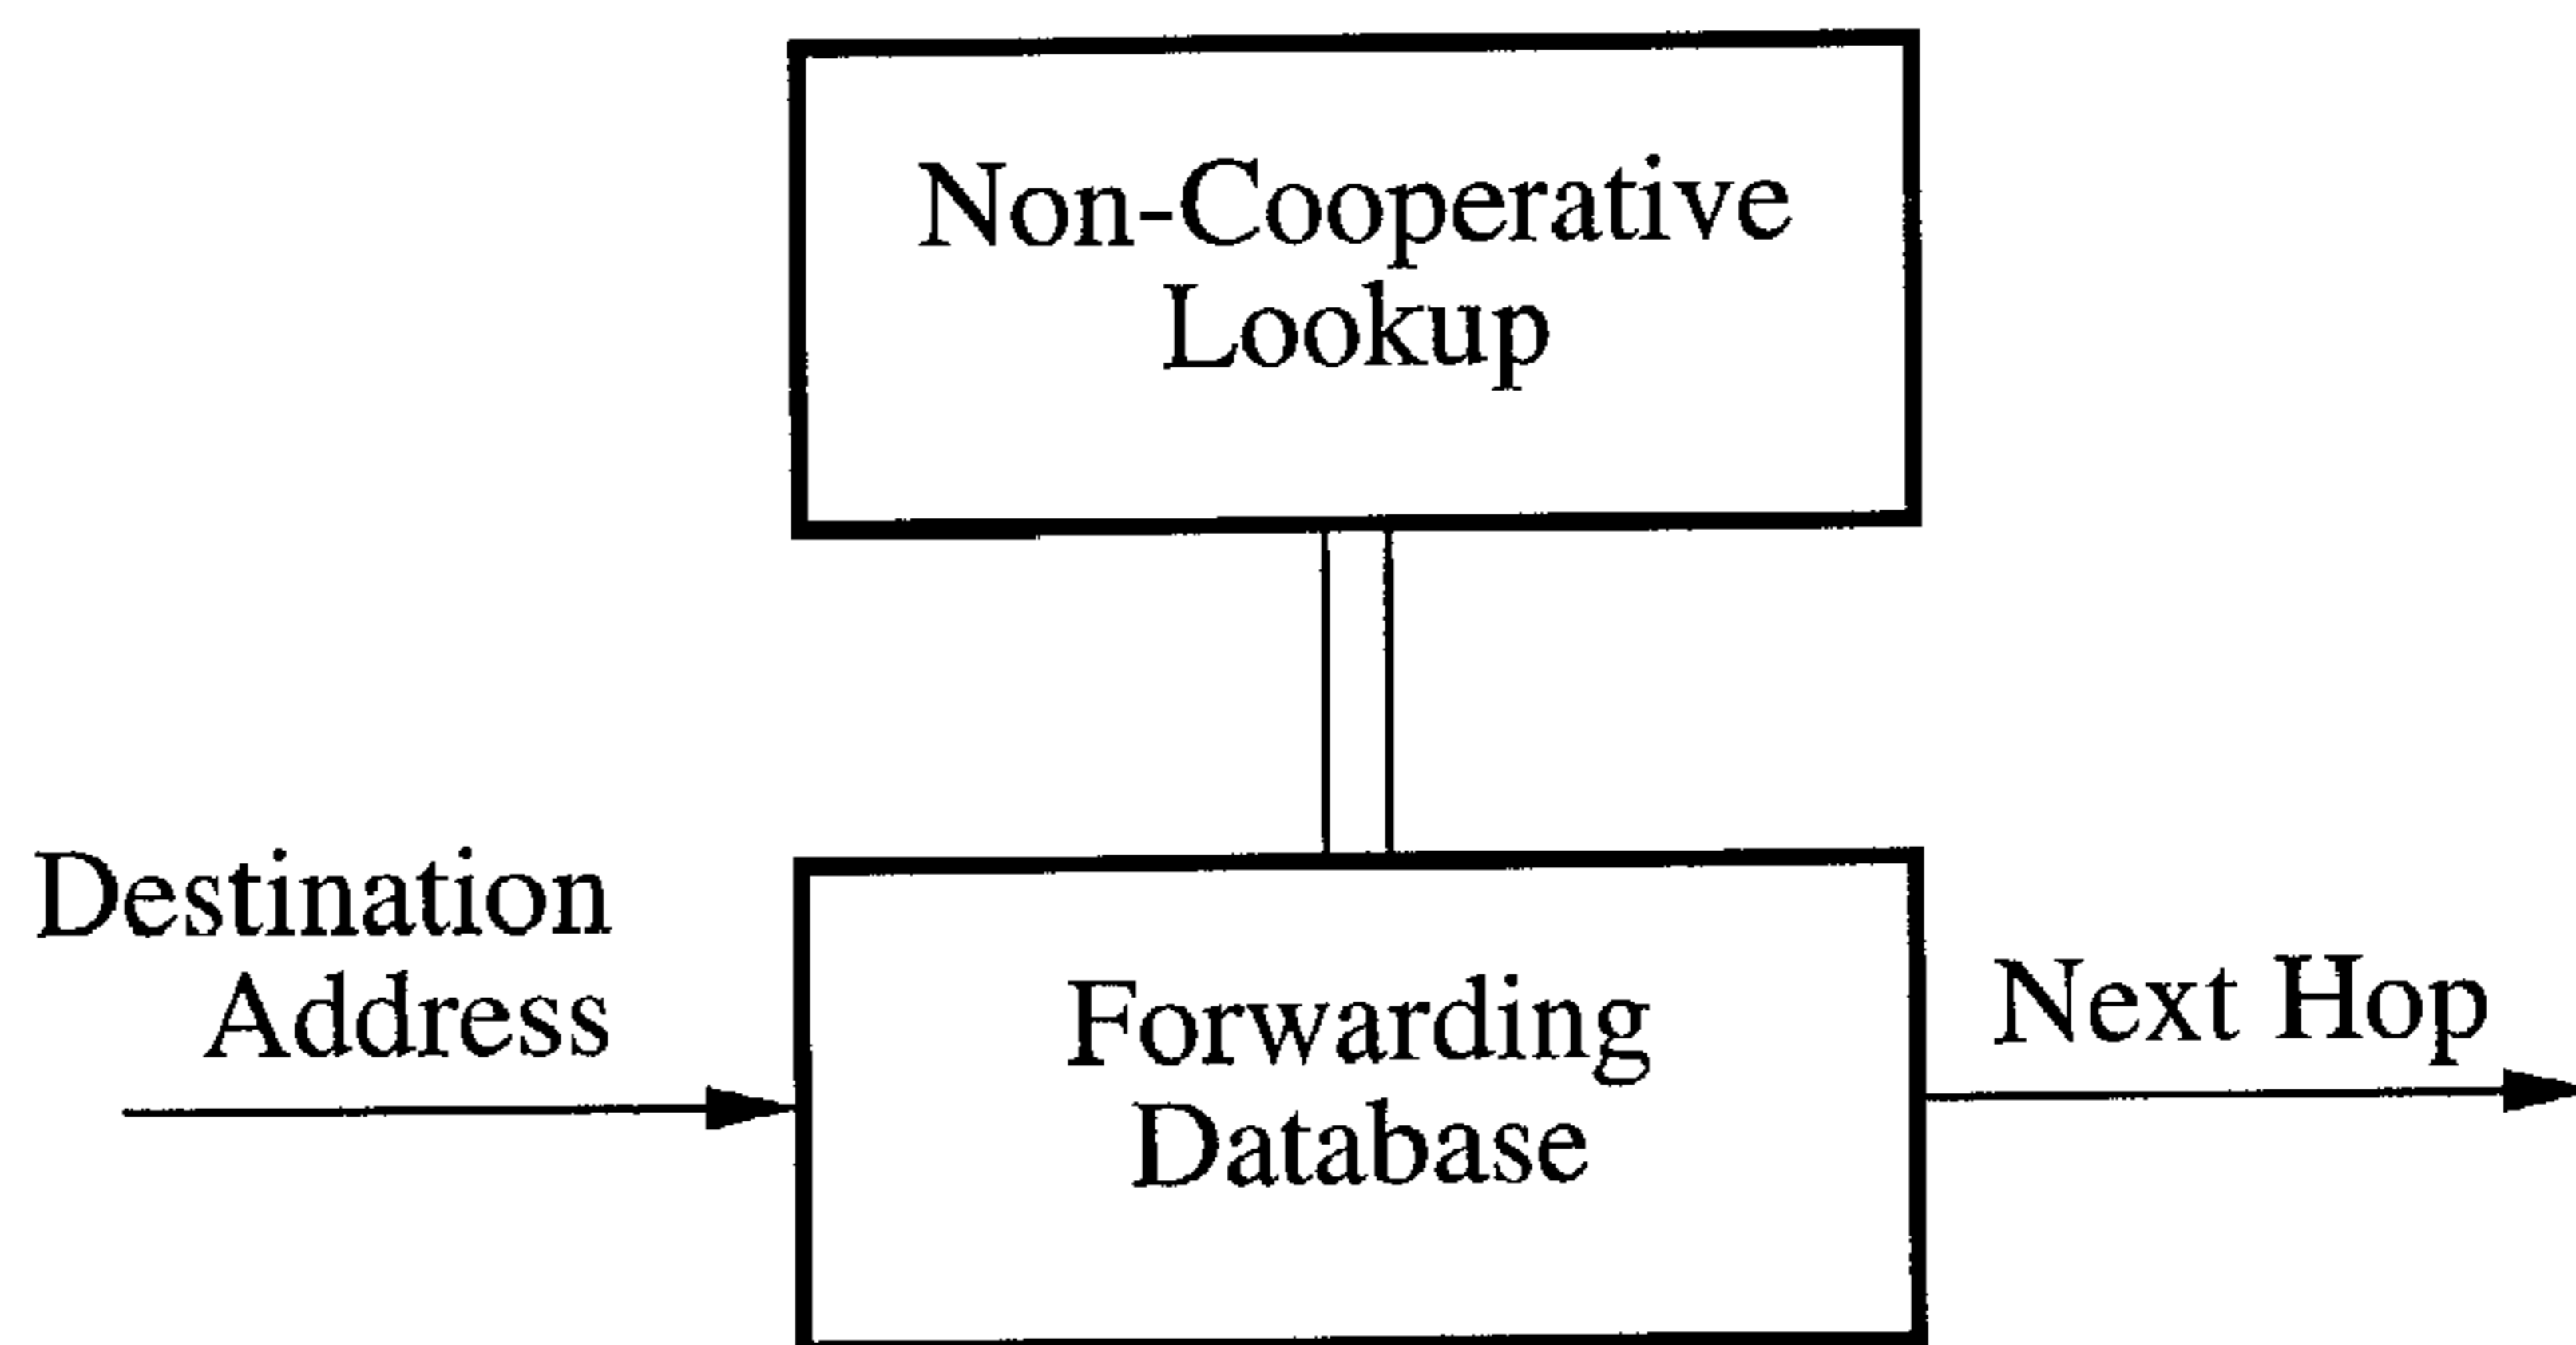 Non-Cooperative
Lookup
Destination
Address
Forwarding
Database
Next Hop